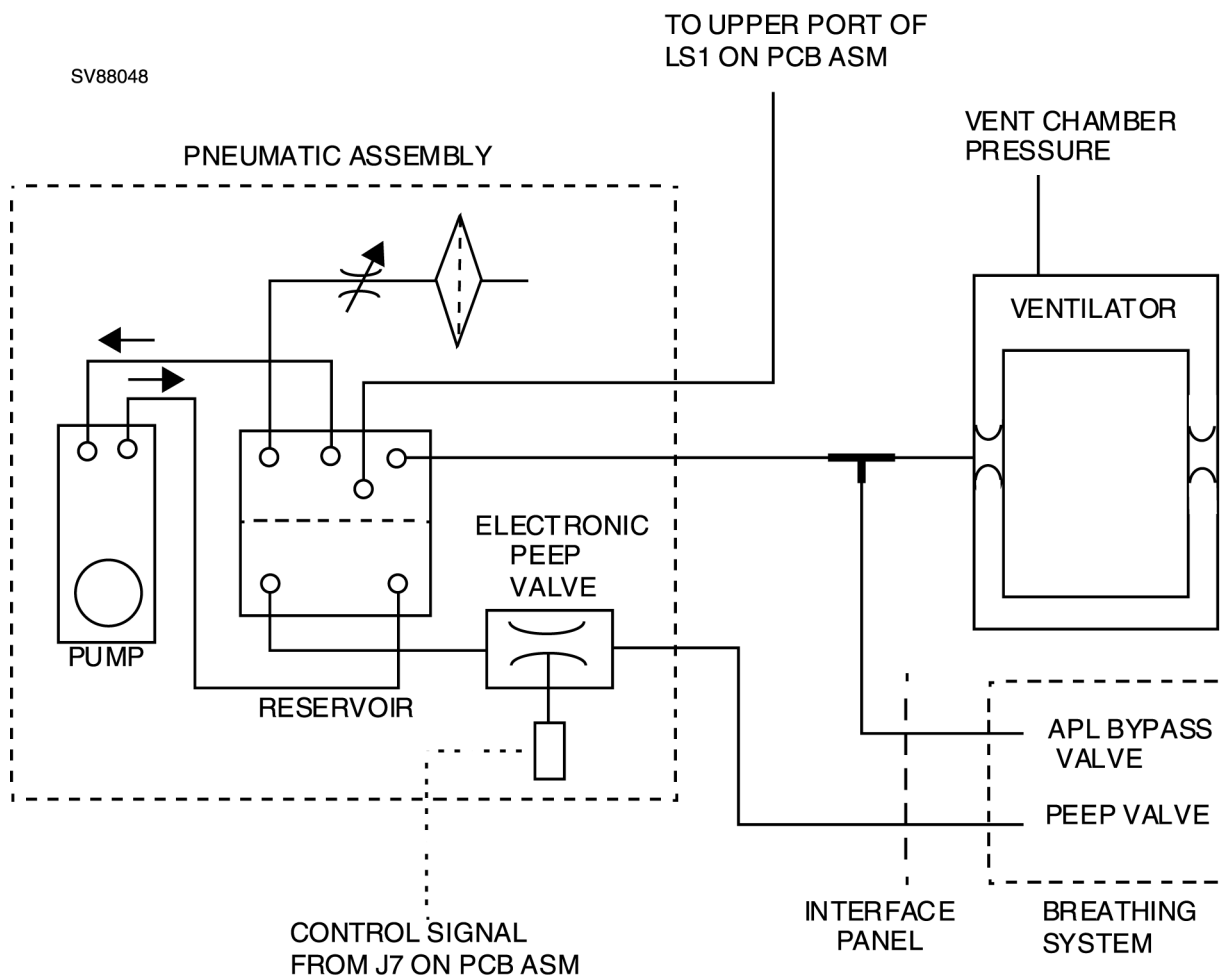 TO UPPER PORT OF
LS1 ON PCB ASM
SV88048
VENT CHAMBER
PRESSURE
PNEUMATIC ASSEMBLY
VENTILATOR
ELECTRONIC
PEEP
VALVE
PUMP
RESERVOIR
APL BYPASS
VALVE
PEEP VALVE
INTERFACE
PANEL
BREATHING
SYSTEM
CONTROL SIGNAL
FROM J7 ON PCB ASM